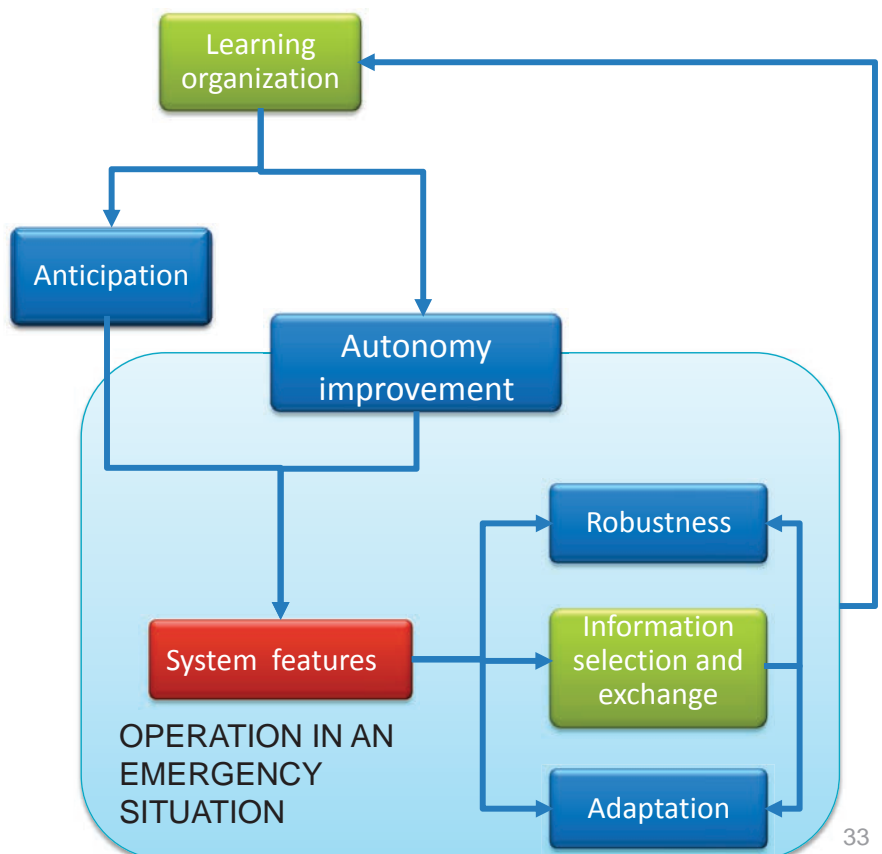 Learning
organization
Anticipation
Autonomy
improvement
Robustness
Information
selection and
exchange
System features
OPERATION IN AN
EMERGENCY
SITUATION
Adaptation
33